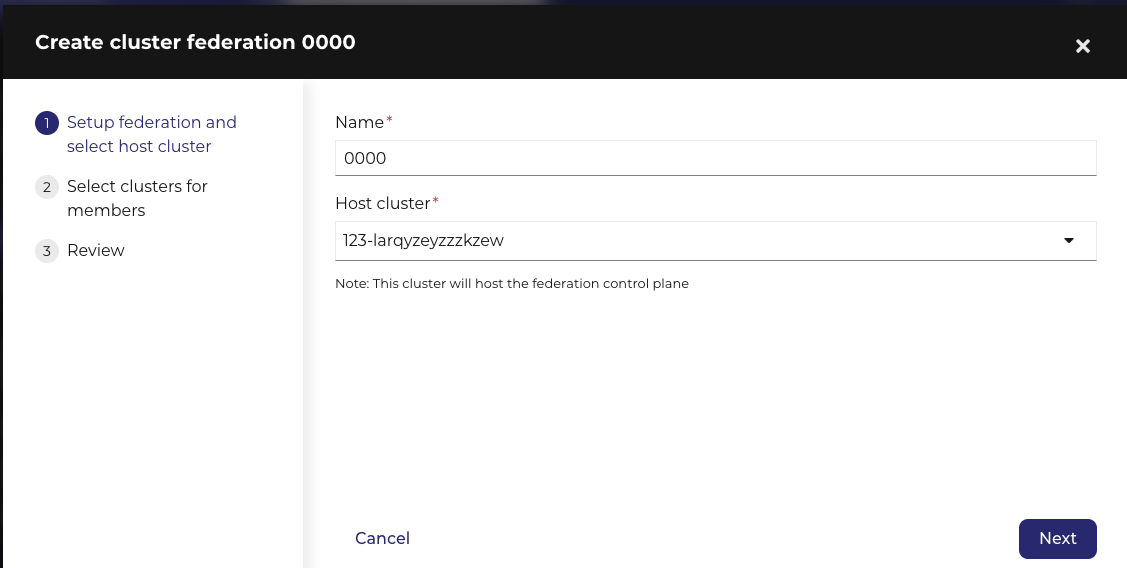 Create cluster federation 0000
1 Setup federation and
select host cluster
2 Select clusters for
members
3 Review
Name*
0000
Host cluster*
123-larqyzeyzzzkzew
Note: This cluster will host the federation control plane
Cancel
Next